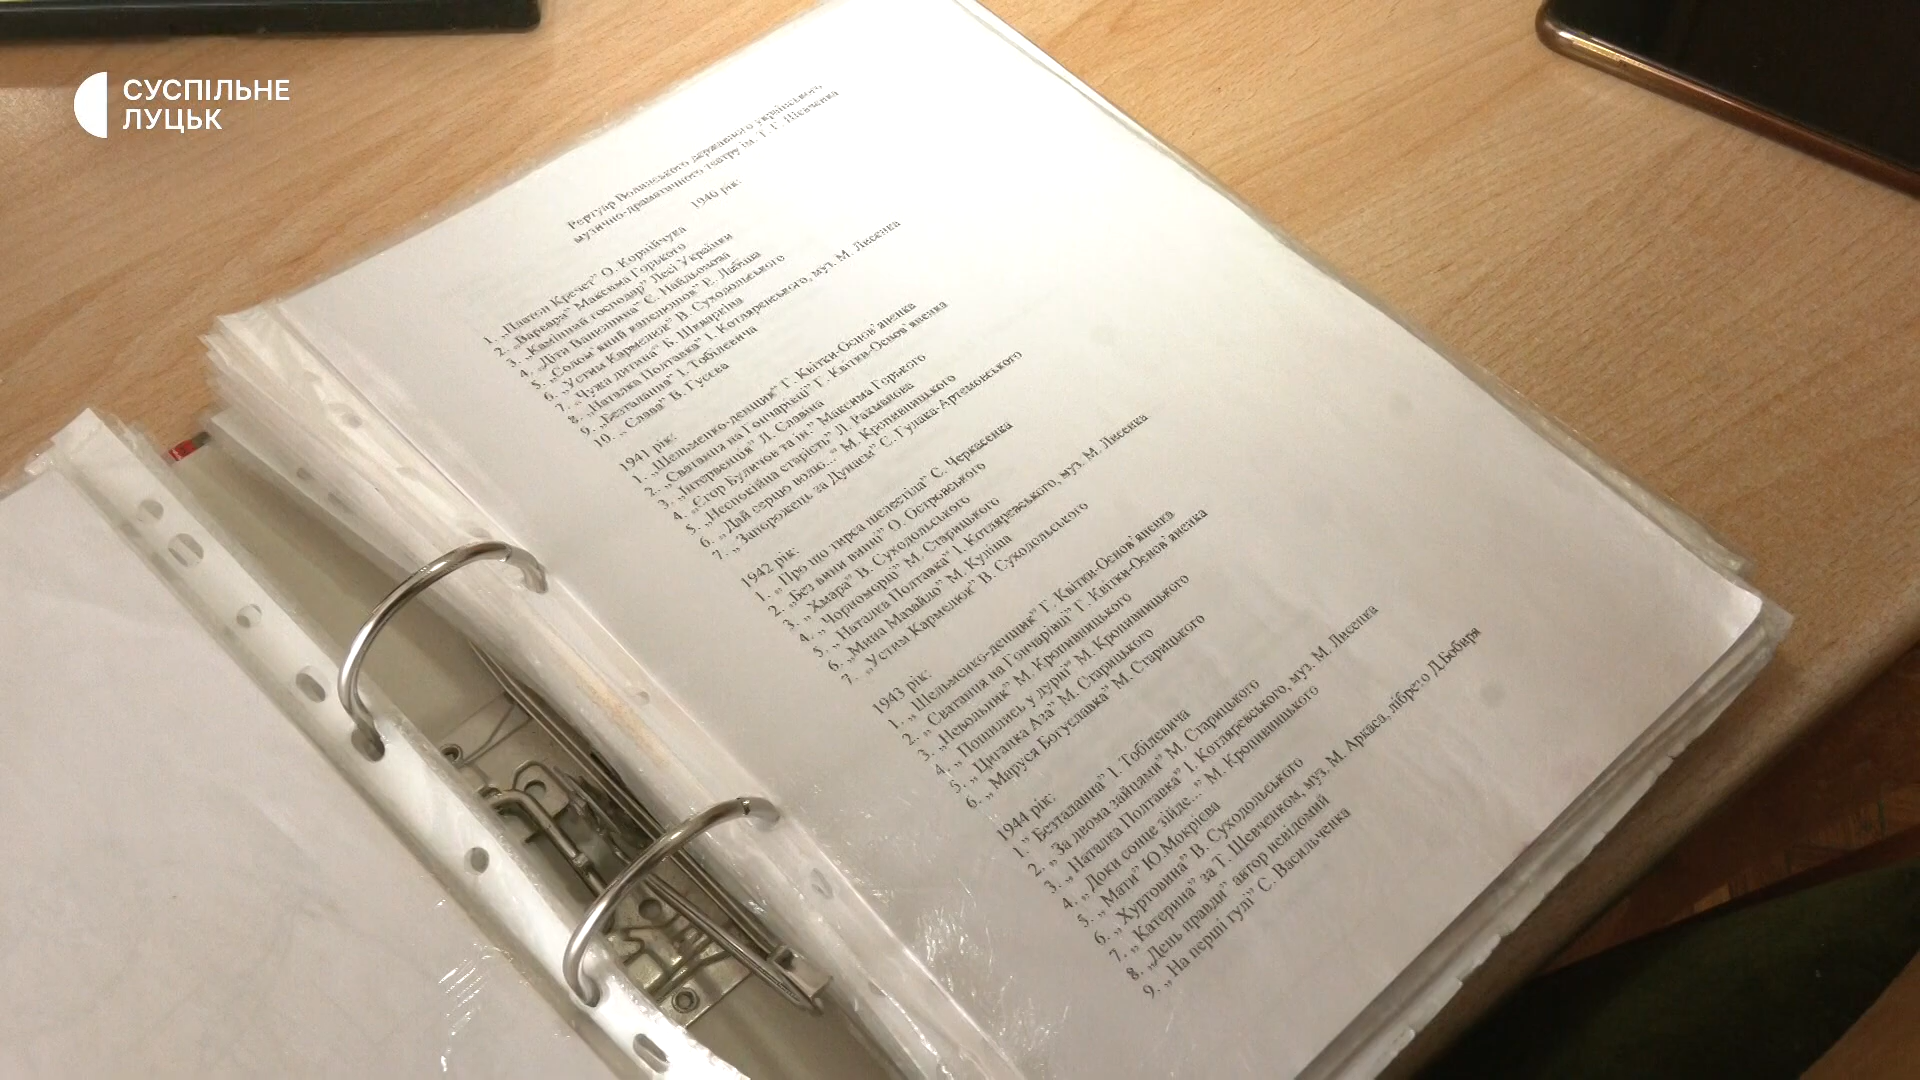 СУСПІЛЬНЕ
ЛУЦЬК
Рертуар Волинського державного українського
музично-драматичного театру ім. Т. Г. Шевченка
1940 рік:
1. „Платон Кречет” О. Корнійчука
2. „Варвара” Максима Горького
3. „Камінний господар” Лесі Українки
4. „Діти Ванюшина” С. Найдьонова
5. „Солом`яний капелюшок” Е. Лабіша
6. „Устим Кармелюк” В. Суходольського
7. „Чужа дитина” Б. Шкваркіна
8. „Наталка Полтавка” І. Котляревського, муз. М. Лисенка
9. „Безталанна” І. Тобілевича
10. „ Слава” В. Гусєва
1941 рік:
1. „Шельменко-денщик” Г. Квітки-Основ`яненка
2. „Сватання на Гончарівці” Г. Квітки-Основ`яненка
3. „Інтервенція” Л. Славіна
4. „Єгор Буличов та ін.” Максима Горького
5. „Неспокійна старість” Л. Рахманова
6. „Дай серцю волю...” М. Кропивницького
7. „ Запорожець за Дунаєм” С. Гулака-Артемовського
1942 рік:
1. „ Про що тирса шелестіла” С. Черкасенка
2. „Без вини винні” О. Островського
3. „ Хмара” В. Суходольського
4. „ Чорноморці” М. Старицького
5. „ Наталка Полтавка” І. Котляревського, муз. М. Лисенка
6. „Мина Мазайло” М. Куліша
7. „Устим Кармелюк” В. Суходольського
1943 рік:
1. „ Шельменко-денщик” Г. Квітки-Основ`яненка
2. „ Сватання на Гончарівці” Г. Квітки-Основ`яненка
3. „Невольник” М. Кропивницького
4. „ Пошились у дурні” М. Кропивницького
5. „ Циганка Аза” М. Старицького
6. „ Маруся Богуславка” М. Старицького
1944 рік:
1. „ Безталанна” І. Тобілевича
2. „ За двома зайцями” М. Старицького
3. „ Наталка Полтавка” І. Котляревського, муз. М. Лисенка
4. „ Доки сонце зійде...” М. Кропивницького
5. „ Мати” Ю.Мокрієва
6. „ Хуртовина” В. Суходольського
7. „ Катерина” за Т. Шевченком, муз. М. Аркаса, лібрето Д.Бобиря
8. „День правди” автор невідомий
9. „ На перші гулі” С. Васильченка